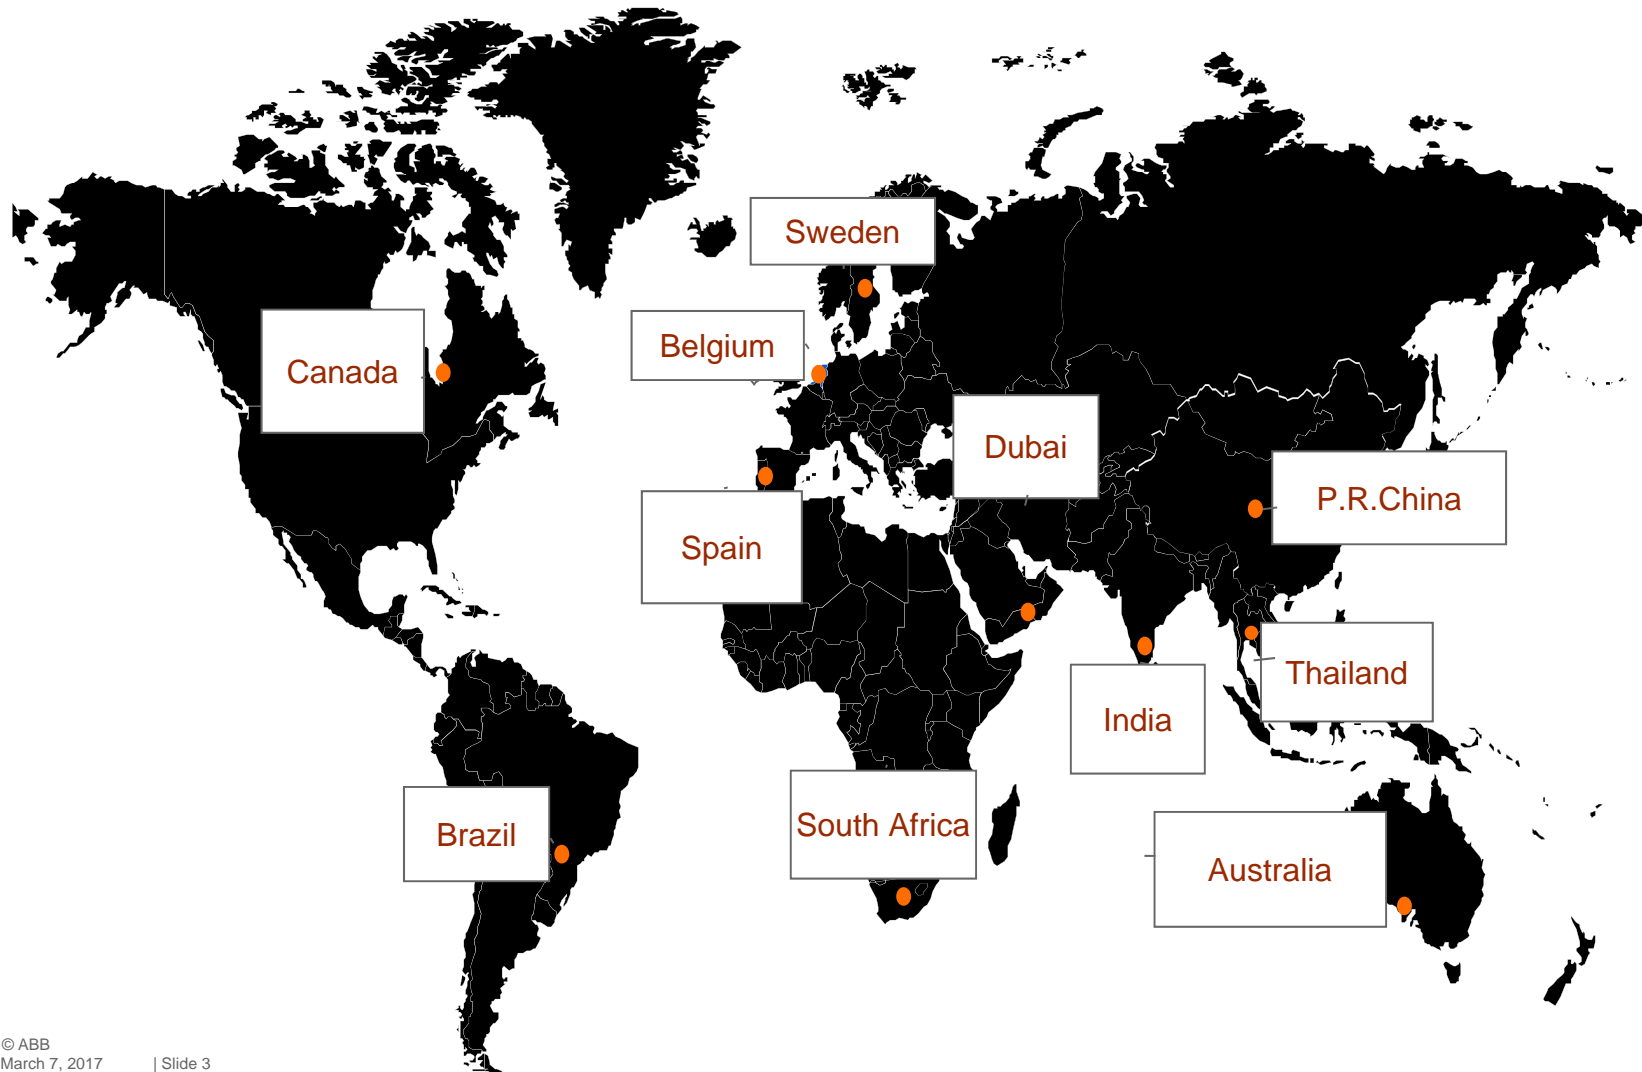 Sweden
Belgium
Canada
Dubai
P.R.China
Spain
Thailand
India
South Africa
Brazil
Australia
© ABB
March 7, 2017 | Slide 3